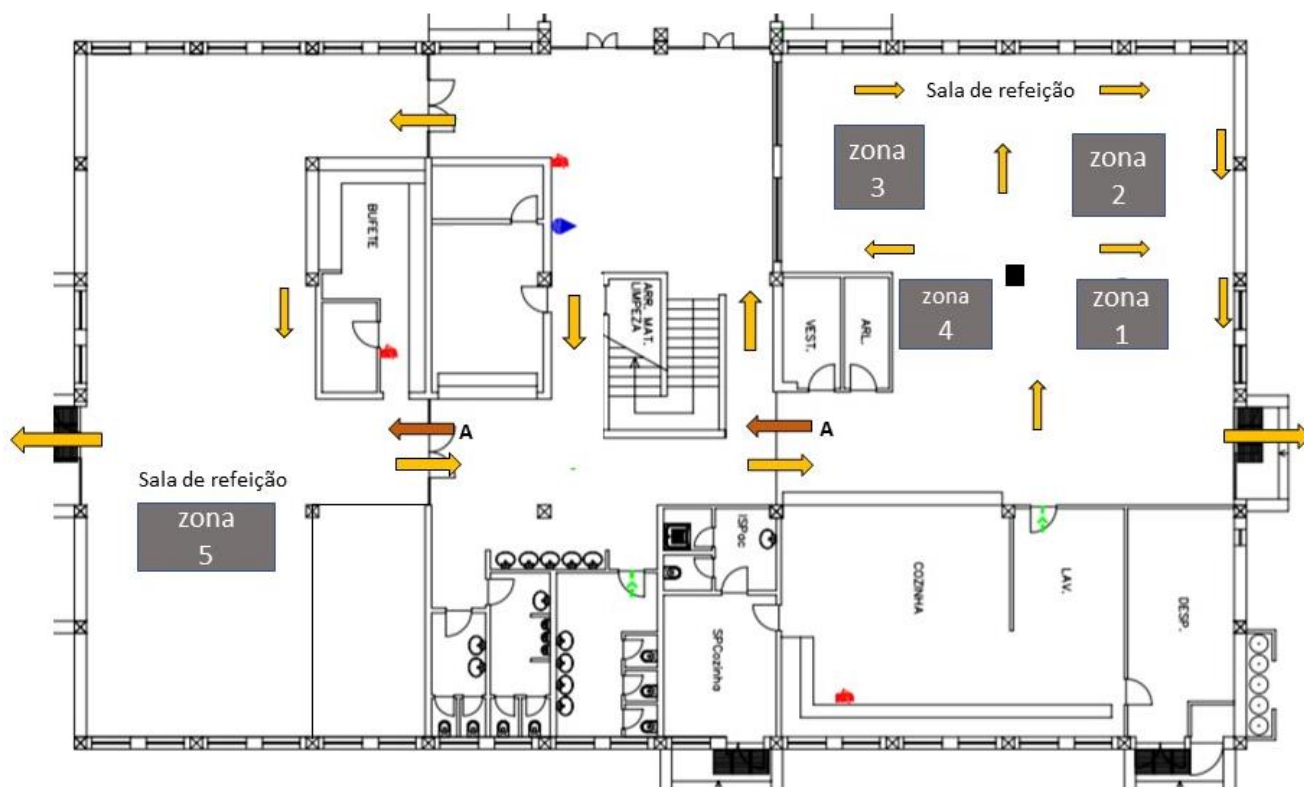 Sala de refeição
zona
3
zona
2
BUFETE
ARR. MAT.
LIMPEZA
VEST.
ARL.
zona
4
zona
1
A
A
Sala de refeição
zona
5
ISPac
COZINHA
LAV.
DESP.
SPCozinha